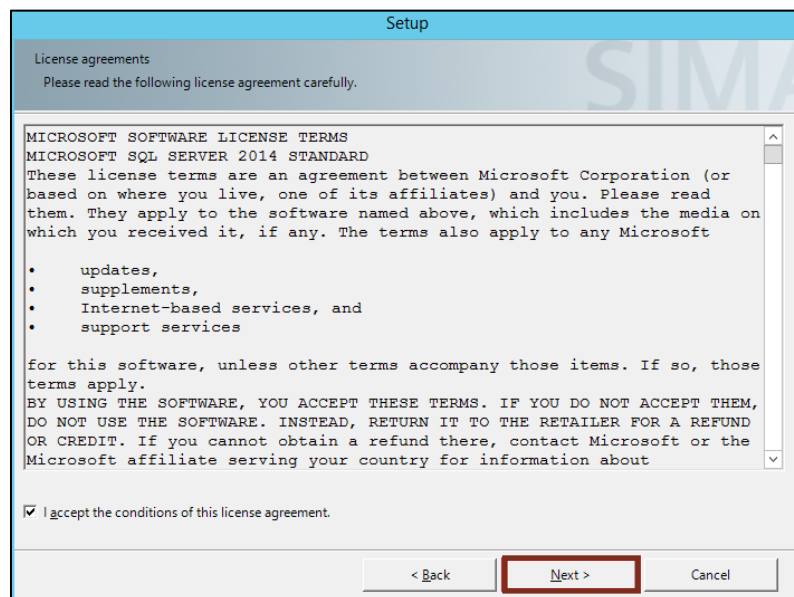 Setup
License agreements
Please read the following license agreement carefully.
SIMA
MICROSOFT SOFTWARE LICENSE TERMS
MICROSOFT SQL SERVER 2014 STANDARD
These license terms are an agreement between Microsoft Corporation (or
based on where you live, one of its affiliates) and you. Please read
them. They apply to the software named above, which includes the media on
which you received it, if any. The terms also apply to any Microsoft
• updates,
• supplements,
• Internet-based services, and
• support services
for this software, unless other terms accompany those items. If so, those
terms apply.
BY USING THE SOFTWARE, YOU ACCEPT THESE TERMS. IF YOU DO NOT ACCEPT THEM,
DO NOT USE THE SOFTWARE. INSTEAD, RETURN IT TO THE RETAILER FOR A REFUND
OR CREDIT. If you cannot obtain a refund there, contact Microsoft or the
Microsoft affiliate serving your country for information about
I accept the conditions of this license agreement.
< Back
Next >
Cancel